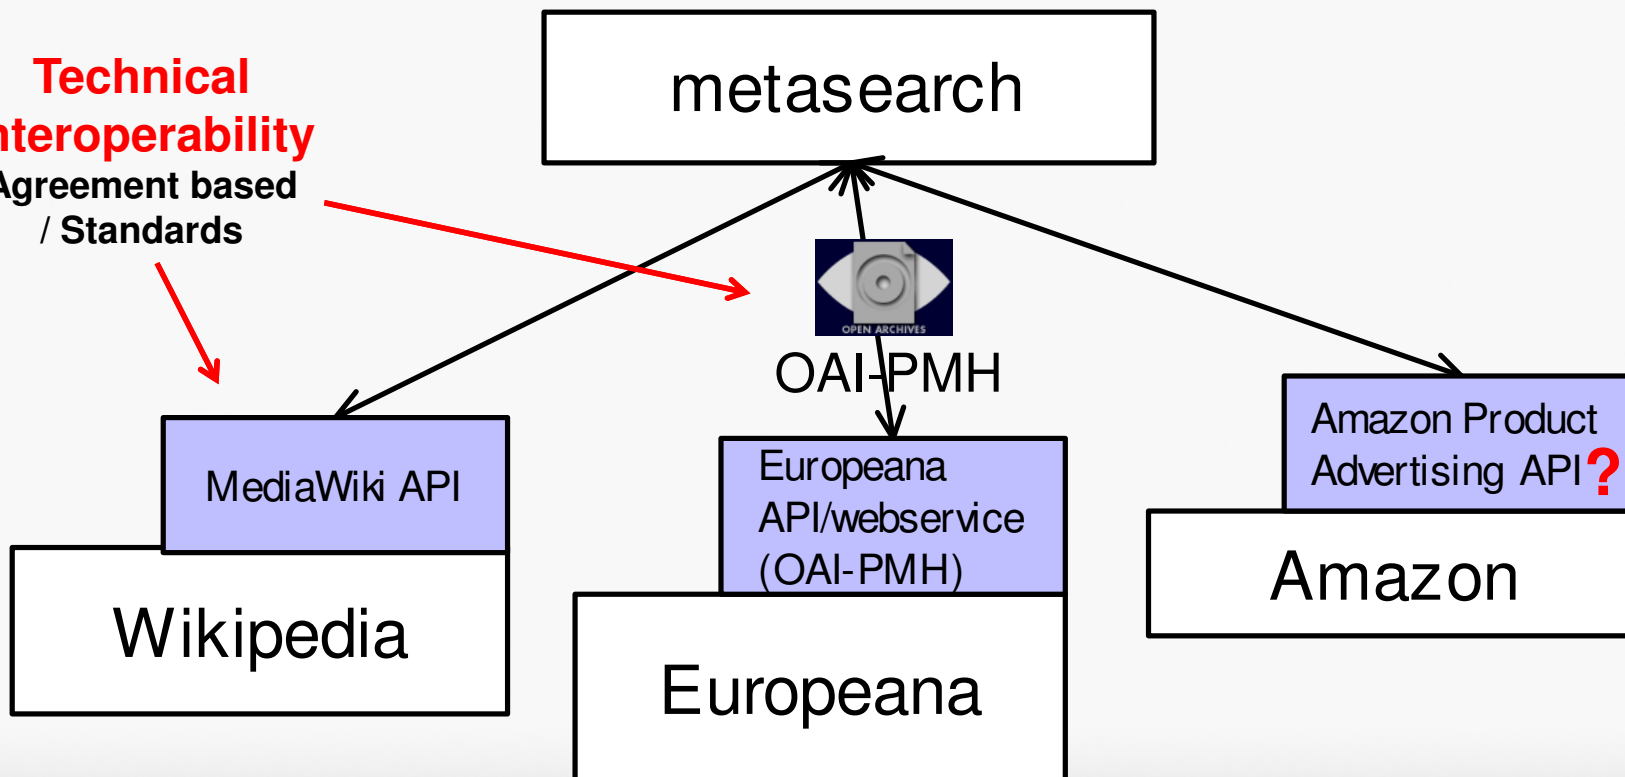 Technical
nteroperability
Agreement based
/ Standards
metasearch
OPEN ARCHIVES
OAI-PMH
MediaWiki API
Wikipedia
Europeana
API/webservice
(OAI-PMH)
Europeana
Amazon Product
Advertising API?
Amazon